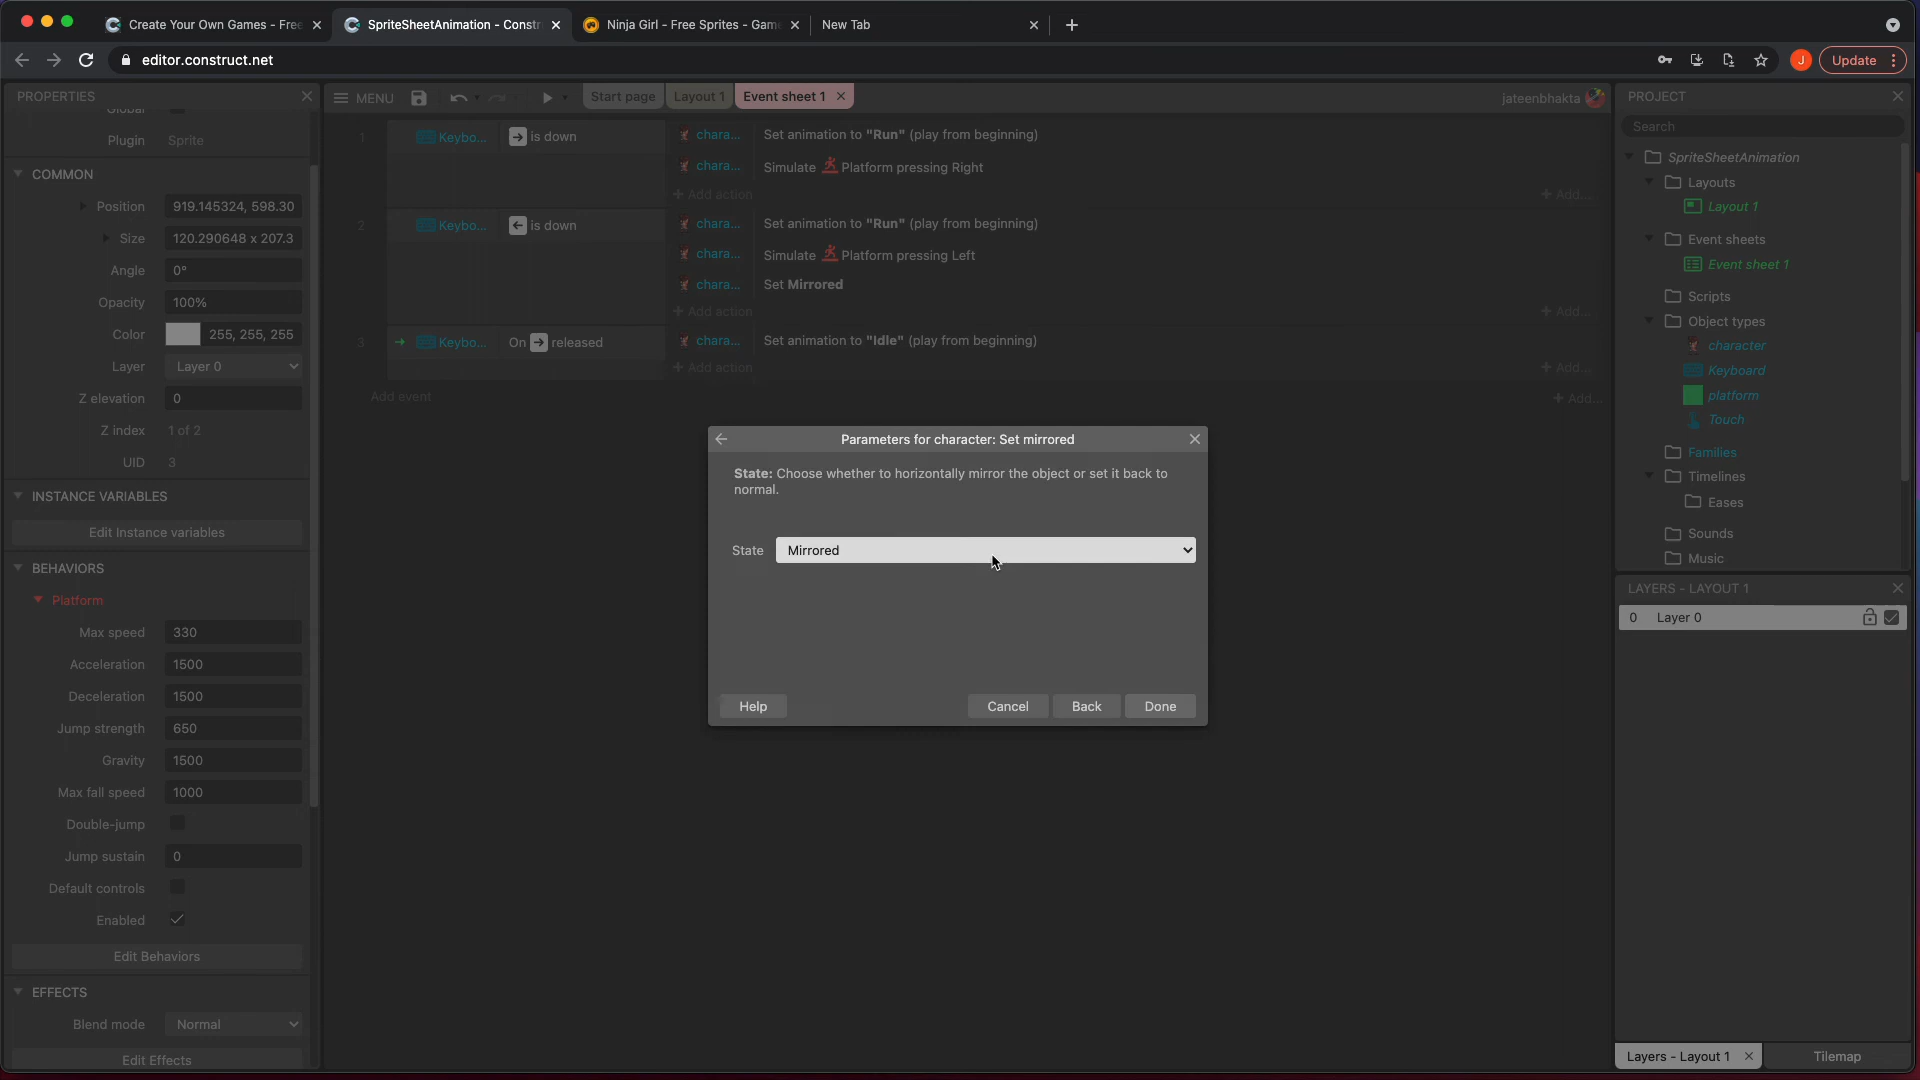 Create Your Own Games - Free
SpriteSheetAnimation - Constr
Ninja Girl - Free Sprites - Game
New Tab
editor.construct.net
J
Update
PROPERTIES
MENU
Start page
Layout 1
Event sheet 1
jateenbhakta
PROJECT
Global
Plugin Sprite
COMMON
Position 919.145324, 598.30
Size 120.290648 x 207.3
Angle 0°
Opacity 100%
Color 255, 255, 255
Layer Layer 0
Z elevation 0
Z index 1 of 2
UID 3
INSTANCE VARIABLES
Edit Instance variables
BEHAVIORS
Platform
Max speed 330
Acceleration 1500
Deceleration 1500
Jump strength 650
Gravity 1500
Max fall speed 1000
Double-jump
Jump sustain 0
Default controls
Enabled
Edit Behaviors
EFFECTS
Blend mode Normal
Edit Effects
1 Keybo... → is down chara... Set animation to "Run" (play from beginning)
chara... Simulate Platform pressing Right
+ Add action + Add...
2 Keybo... ← is down chara... Set animation to "Run" (play from beginning)
chara... Simulate Platform pressing Left
chara... Set Mirrored
+ Add action + Add...
3 Keybo... On → released chara... Set animation to "Idle" (play from beginning)
+ Add action + Add...
Add event + Add...
Parameters for character: Set mirrored
State: Choose whether to horizontally mirror the object or set it back to
normal.
State Mirrored
Help Cancel Back Done
Search
SpriteSheetAnimation
Layouts
Layout 1
Event sheets
Event sheet 1
Scripts
Object types
character
Keyboard
platform
Touch
Families
Timelines
Eases
Sounds
Music
LAYERS - LAYOUT 1
0 Layer 0
Layers - Layout 1
Tilemap